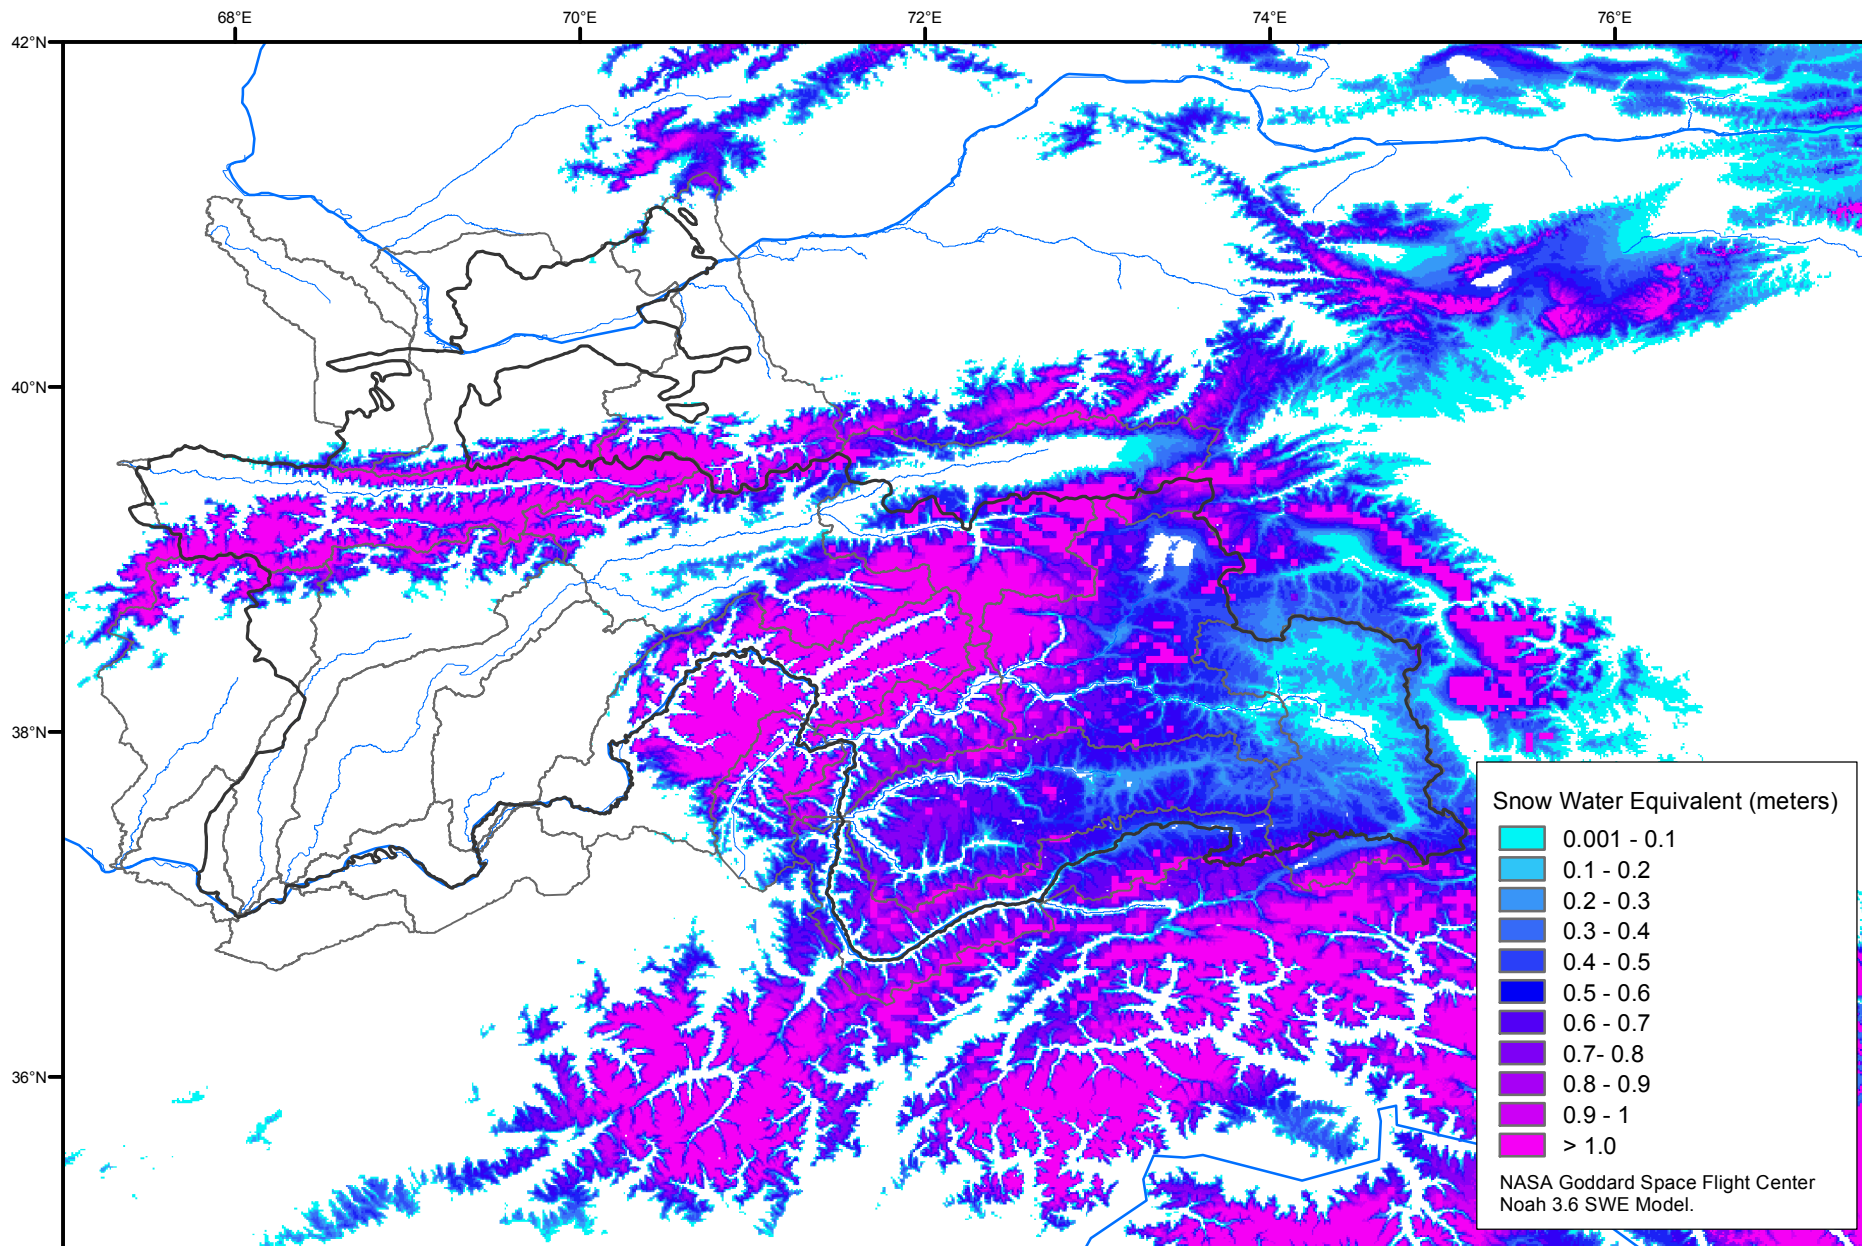 68°E
70°E
72°E
74°E
76°E
42°N
40°N
38°N
36°N
Snow Water Equivalent (meters)
0.001 - 0.1
0.1 - 0.2
0.2 - 0.3
0.3 - 0.4
0.4 - 0.5
0.5 - 0.6
0.6 - 0.7
0.7- 0.8
0.8 - 0.9
0.9 - 1
> 1.0
NASA Goddard Space Flight Center
Noah 3.6 SWE Model.